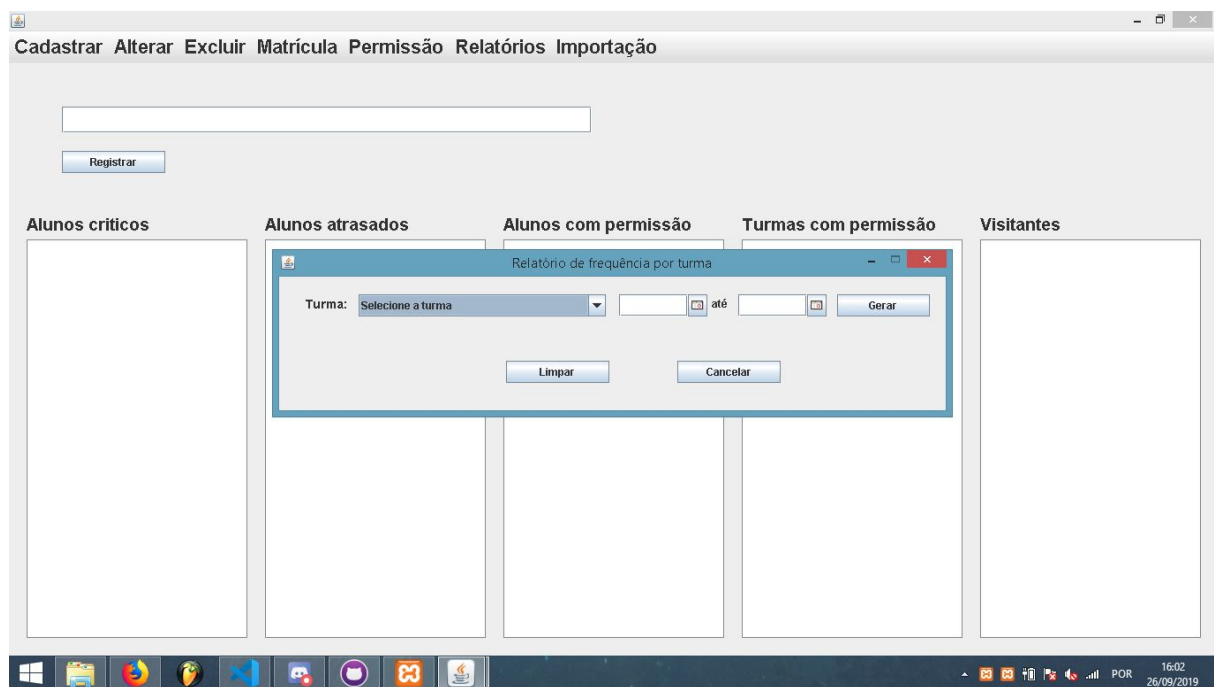 Cadastrar Alterar Excluir Matrícula Permissão Relatórios Importação
Registrar
Alunos criticos Alunos atrasados Alunos com permissão Turmas com permissão Visitantes
Relatório de frequência por turma
Turma: Selecione a turma até Gerar
Limpar Cancelar
POR 16:02
26/09/2019